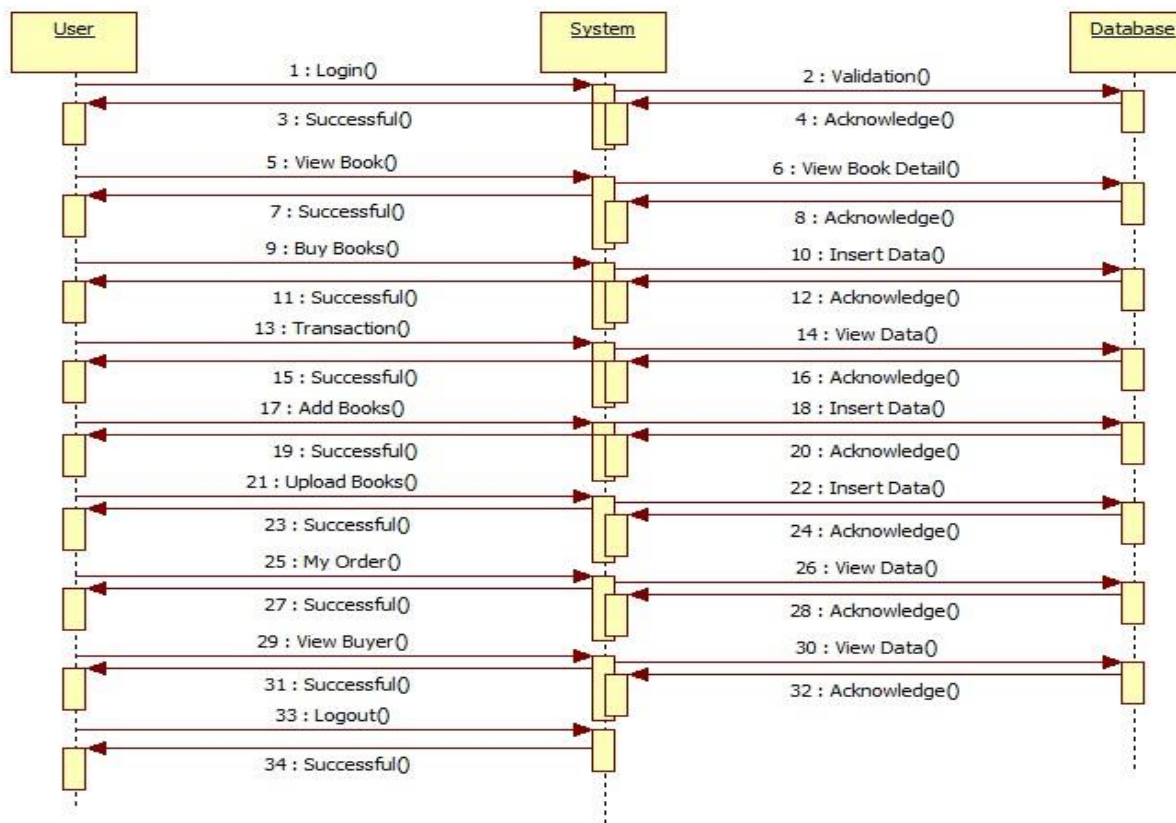 User
System
Database
1 : Login()
2 : Validation()
3 : Successful()
4 : Acknowledge()
5 : View Book()
6 : View Book Detail()
7 : Successful()
8 : Acknowledge()
9 : Buy Books()
10 : Insert Data()
11 : Successful()
12 : Acknowledge()
13 : Transaction()
14 : View Data()
15 : Successful()
16 : Acknowledge()
17 : Add Books()
18 : Insert Data()
19 : Successful()
20 : Acknowledge()
21 : Upload Books()
22 : Insert Data()
23 : Successful()
24 : Acknowledge()
25 : My Order()
26 : View Data()
27 : Successful()
28 : Acknowledge()
29 : View Buyer()
30 : View Data()
31 : Successful()
32 : Acknowledge()
33 : Logout()
34 : Successful()